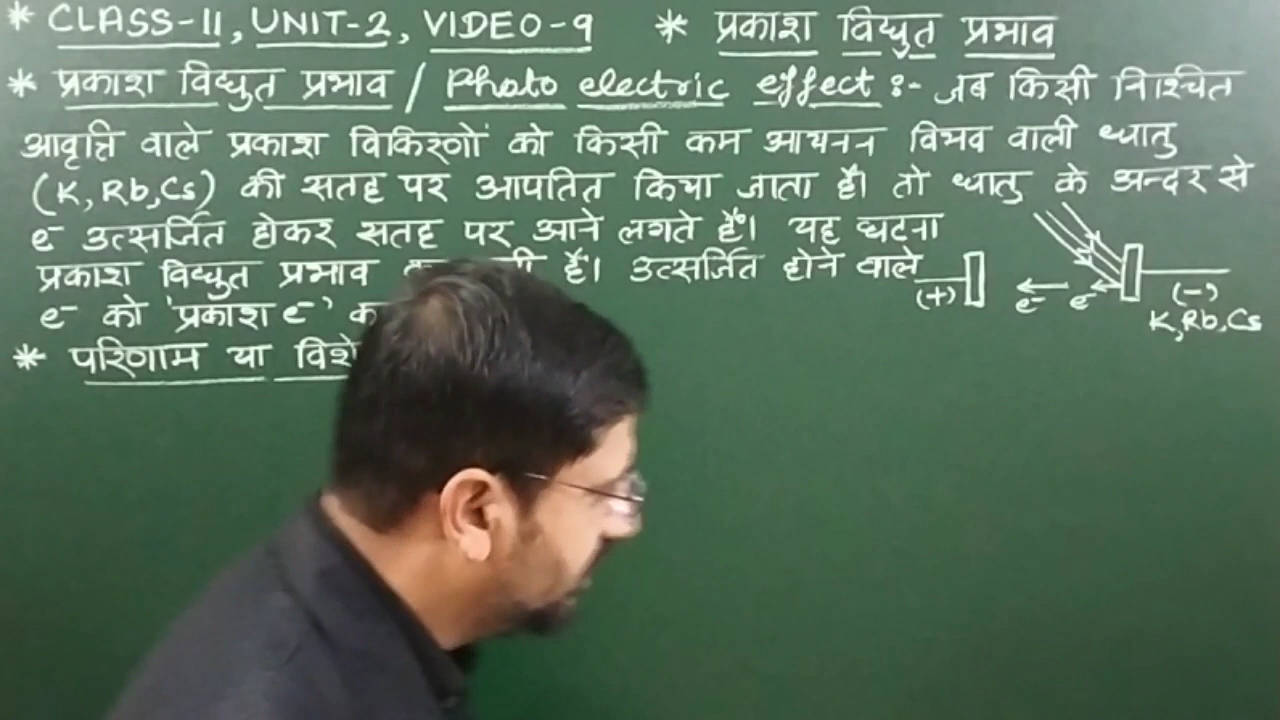 * CLASS-11, UNIT-2, VIDEO-9 * प्रकाश विद्युत प्रभाव
* प्रकाश विद्युत प्रभाव / Photo electric effect :- जब किसी निश्चित
आवृत्ति वाले प्रकाश विकिरणों को किसी कम आयनन विभव वाली धातु
(K, Rb, Cs) की सतह पर आपतित किया जाता है। तो धातु के अन्दर से
e⁻ उत्सर्जित होकर सतह पर आने लगते हैं। यह घटना
प्रकाश विद्युत प्रभाव हैं। उत्सर्जित होने वाले
e⁻ को 'प्रकाश e⁻'
* परिणाम या
(+) e⁻ e⁻ (-)
K, Rb, Cs